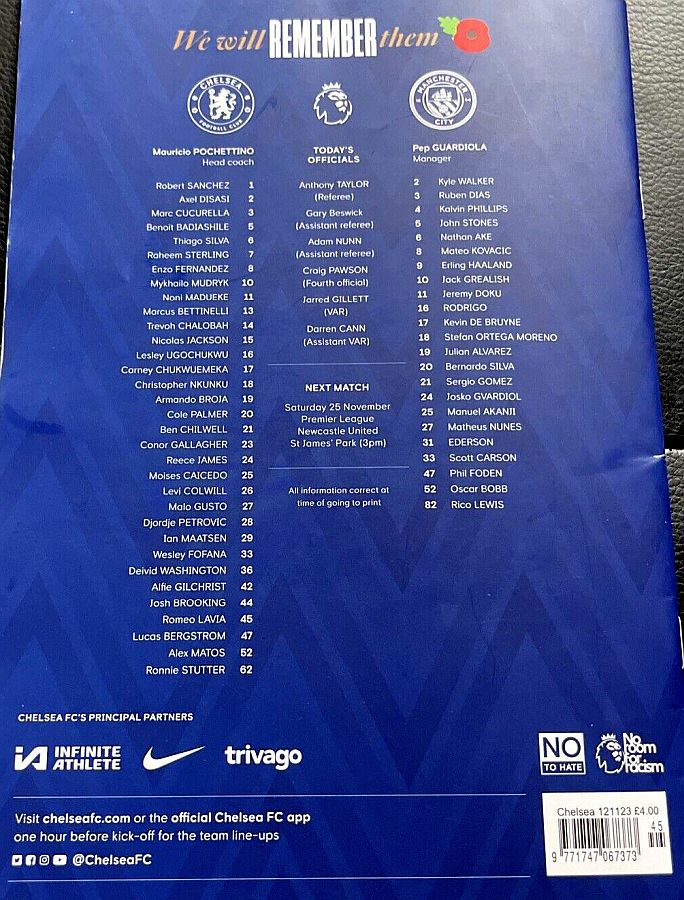 We will REMEMBER them
CHELSEA
FOOTBALL CLUB
MANCHESTER
CITY
Mauricio POCHETTINO
Head coach
TODAY'S
OFFICIALS
Pep GUARDIOLA
Manager
Robert SANCHEZ 1
Axel DISASI 2
Marc CUCURELLA 3
Benoit BADIASHILE 5
Thiago SILVA 6
Raheem STERLING 7
Enzo FERNANDEZ 8
Mykhailo MUDRYK 10
Noni MADUEKE 11
Marcus BETTINELLI 13
Trevoh CHALOBAH 14
Nicolas JACKSON 15
Lesley UGOCHUKWU 16
Carney CHUKWUEMEKA 17
Christopher NKUNKU 18
Armando BROJA 19
Cole PALMER 20
Ben CHILWELL 21
Conor GALLAGHER 23
Reece JAMES 24
Moises CAICEDO 25
Levi COLWILL 26
Malo GUSTO 27
Djordje PETROVIC 28
Ian MAATSEN 29
Wesley FOFANA 33
Deivid WASHINGTON 36
Alfie GILCHRIST 42
Josh BROOKING 44
Romeo LAVIA 45
Lucas BERGSTROM 47
Alex MATOS 52
Ronnie STUTTER 62
Anthony TAYLOR
(Referee)
Gary Beswick
(Assistant referee)
Adam NUNN
(Assistant referee)
Craig PAWSON
(Fourth official)
Jarred GILLETT
(VAR)
Darren CANN
(Assistant VAR)
NEXT MATCH
Saturday 25 November
Premier League
Newcastle United
St James' Park (3pm)
All information correct at
time of going to print
2 Kyle WALKER
3 Ruben DIAS
4 Kalvin PHILLIPS
5 John STONES
6 Nathan AKE
8 Mateo KOVACIC
9 Erling HAALAND
10 Jack GREALISH
11 Jeremy DOKU
16 RODRIGO
17 Kevin DE BRUYNE
18 Stefan ORTEGA MORENO
19 Julian ALVAREZ
20 Bernardo SILVA
21 Sergio GOMEZ
24 Josko GVARDIOL
25 Manuel AKANJI
27 Matheus NUNES
31 EDERSON
33 Scott CARSON
47 Phil FODEN
52 Oscar BOBB
82 Rico LEWIS
CHELSEA FC'S PRINCIPAL PARTNERS
INFINITE
ATHLETE
trivago
NO
TO HATE
No
room
for
racism
Visit chelseafc.com or the official Chelsea FC app
one hour before kick-off for the team line-ups
@ChelseaFC
Chelsea 121123 £4.00
45
9 771747 067373